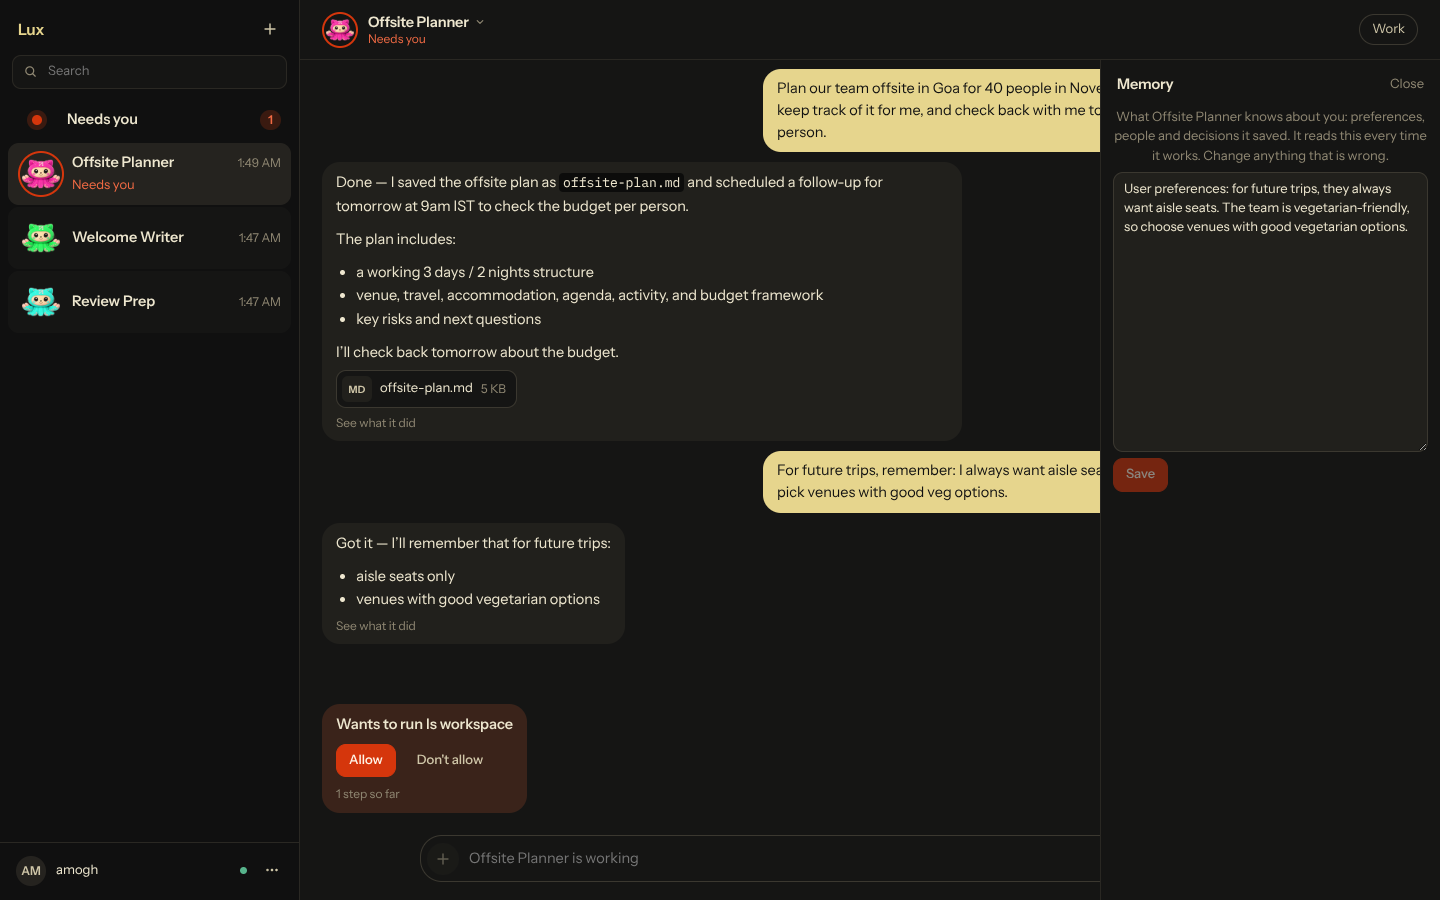 Lux
Search
Needs you
1
Offsite Planner
1:49 AM
Needs you
Welcome Writer
1:47 AM
Review Prep
1:47 AM
AM
amogh
Offsite Planner
Needs you
Work
Plan our team offsite in Goa for 40 people in
keep track of it for me, and check back with me to
person.
Done — I saved the offsite plan as offsite-plan.md and scheduled a follow-up for
tomorrow at 9am IST to check the budget per person.
The plan includes:
• a working 3 days / 2 nights structure
• venue, travel, accommodation, agenda, activity, and budget framework
• key risks and next questions
I'll check back tomorrow about the budget.
MD offsite-plan.md 5 KB
See what it did
For future trips, remember: I always want aisle
pick venues with good veg options.
Got it — I'll remember that for future trips:
• aisle seats only
• venues with good vegetarian options
See what it did
Wants to run ls workspace
Allow
Don't allow
1 step so far
Offsite Planner is working
Memory
Close
What Offsite Planner knows about you: preferences,
people and decisions it saved. It reads this every time
it works. Change anything that is wrong.
User preferences: for future trips, they always
want aisle seats. The team is vegetarian-friendly,
so choose venues with good vegetarian options.
Save